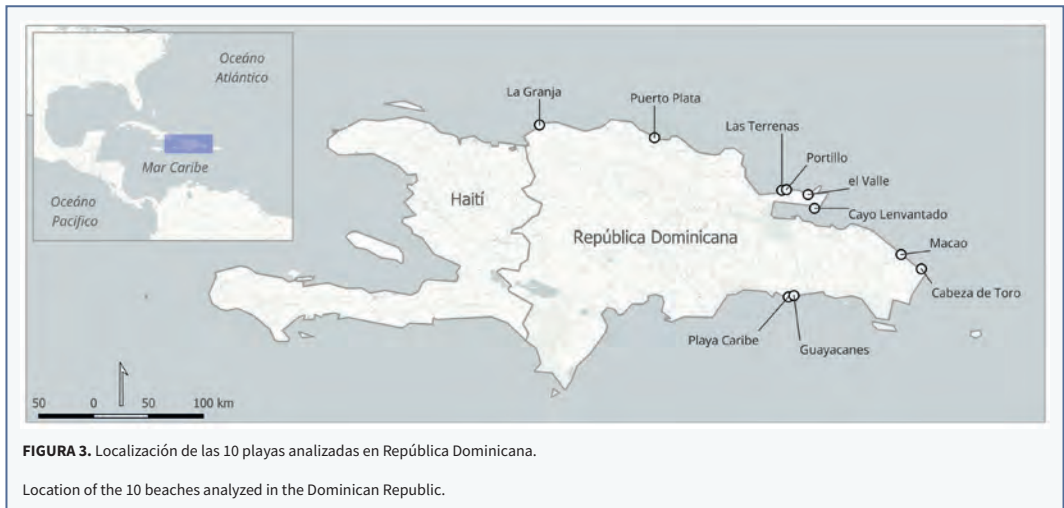 Oceáno
Atlántico
Mar Caribe
Oceáno
Pacifico
La Granja
Puerto Plata
Las Terrenas
Portillo
el Valle
Cayo Lenvantado
Haití
República Dominicana
Macao
Cabeza de Toro
Playa Caribe
Guayacanes
50 0 50 100 km
FIGURA 3. Localización de las 10 playas analizadas en República Dominicana.
Location of the 10 beaches analyzed in the Dominican Republic.